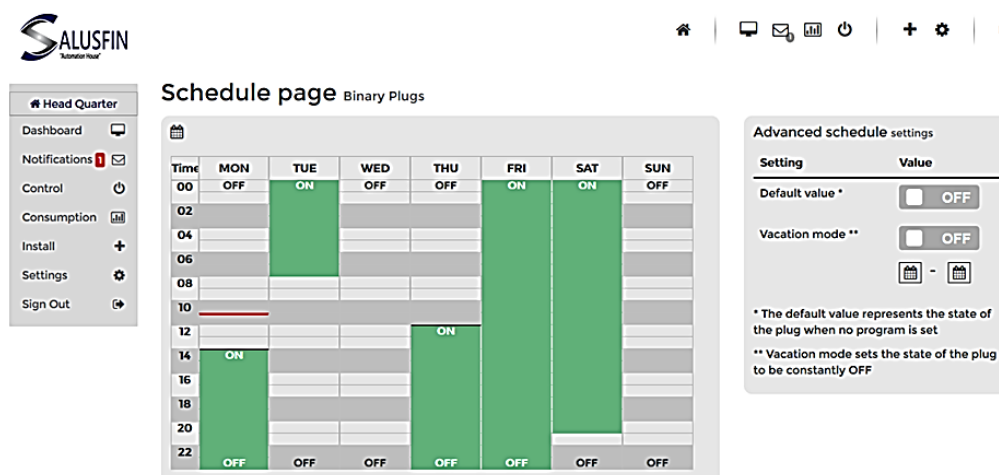 SALUSFIN
"Automation House"
Head Quarter
Dashboard
Notifications 1
Control
Consumption
Install
Settings
Sign Out
Schedule page Binary Plugs
Time MON TUE WED THU FRI SAT SUN
00 OFF ON OFF OFF ON ON OFF
02
04
06
08
10
12 ON
14 ON
16
18
20
22
OFF OFF OFF OFF OFF OFF OFF
Advanced schedule settings
Setting Value
Default value * OFF
Vacation mode ** OFF
-
* The default value represents the state of
the plug when no program is set
** Vacation mode sets the state of the plug
to be constantly OFF